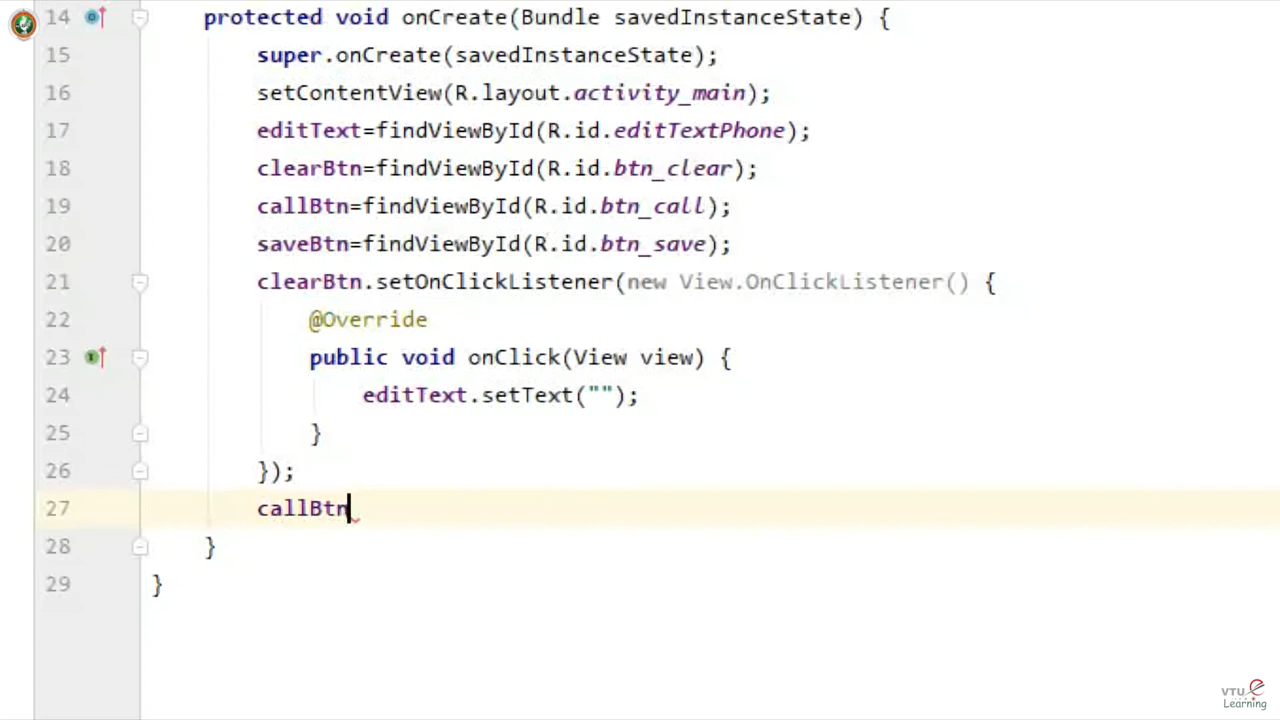 14 protected void onCreate(Bundle savedInstanceState) {
15 super.onCreate(savedInstanceState);
16 setContentView(R.layout.activity_main);
17 editText=findViewById(R.id.editTextPhone);
18 clearBtn=findViewById(R.id.btn_clear);
19 callBtn=findViewById(R.id.btn_call);
20 saveBtn=findViewById(R.id.btn_save);
21 clearBtn.setOnClickListener(new View.OnClickListener() {
22 @Override
23 public void onClick(View view) {
24 editText.setText("");
25 }
26 });
27 callBtn
28 }
29 }
VTU e
Learning